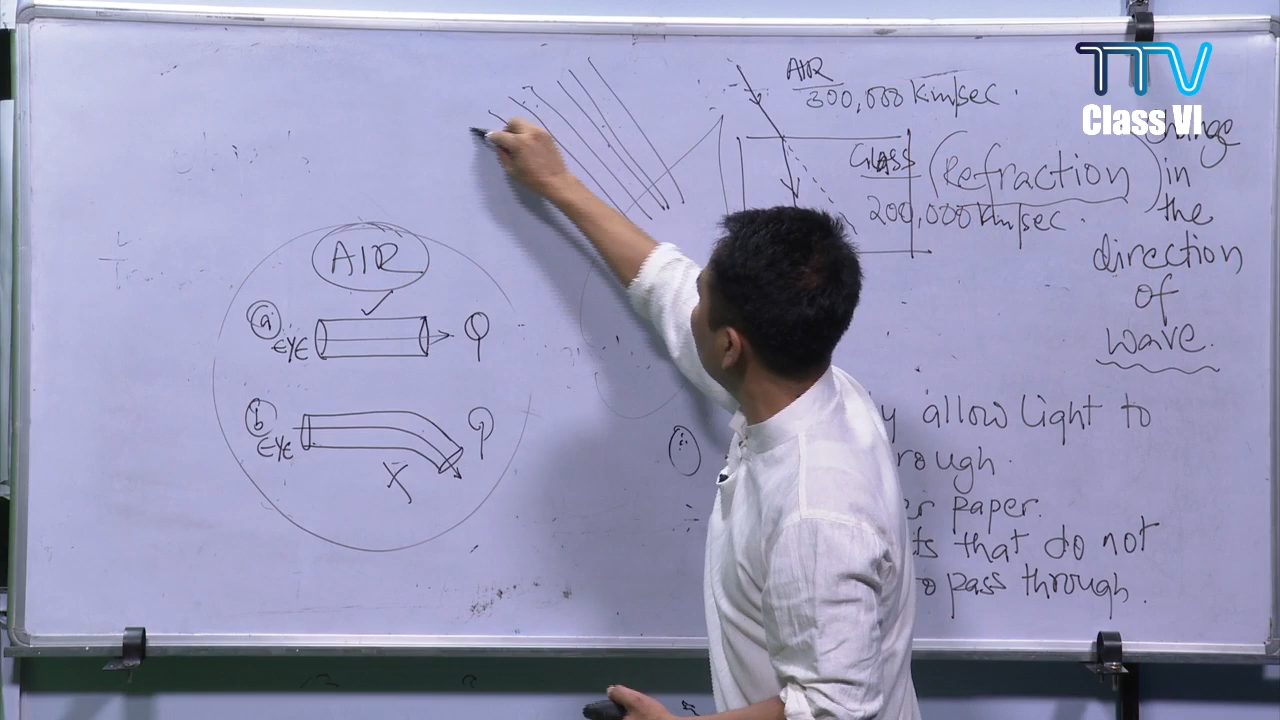 TTV
Class VI
AIR
300,000 Km/sec.
GLASS
200,000 Km/sec.
(Refraction)
change
in
the
direction
of
wave.
AIR
a
EYE
b
EYE
allow light to
paper.
that do not
pass through.